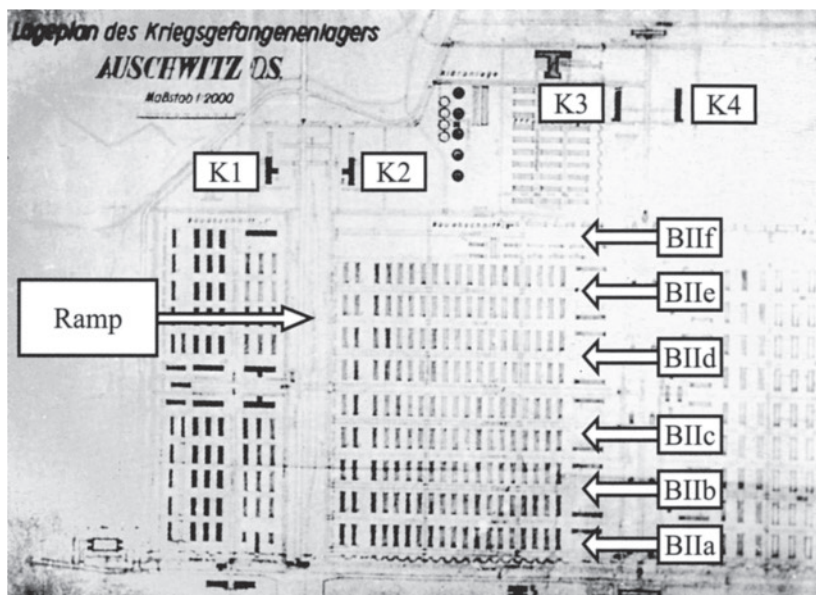 Lageplan des Kriegsgefangenenlagers
AUSCHWITZ O.S.
Maßstab 1:2000
K3
K4
K1
K2
BIIf
BIIe
Ramp
BIId
BIIc
BIIb
BIIa